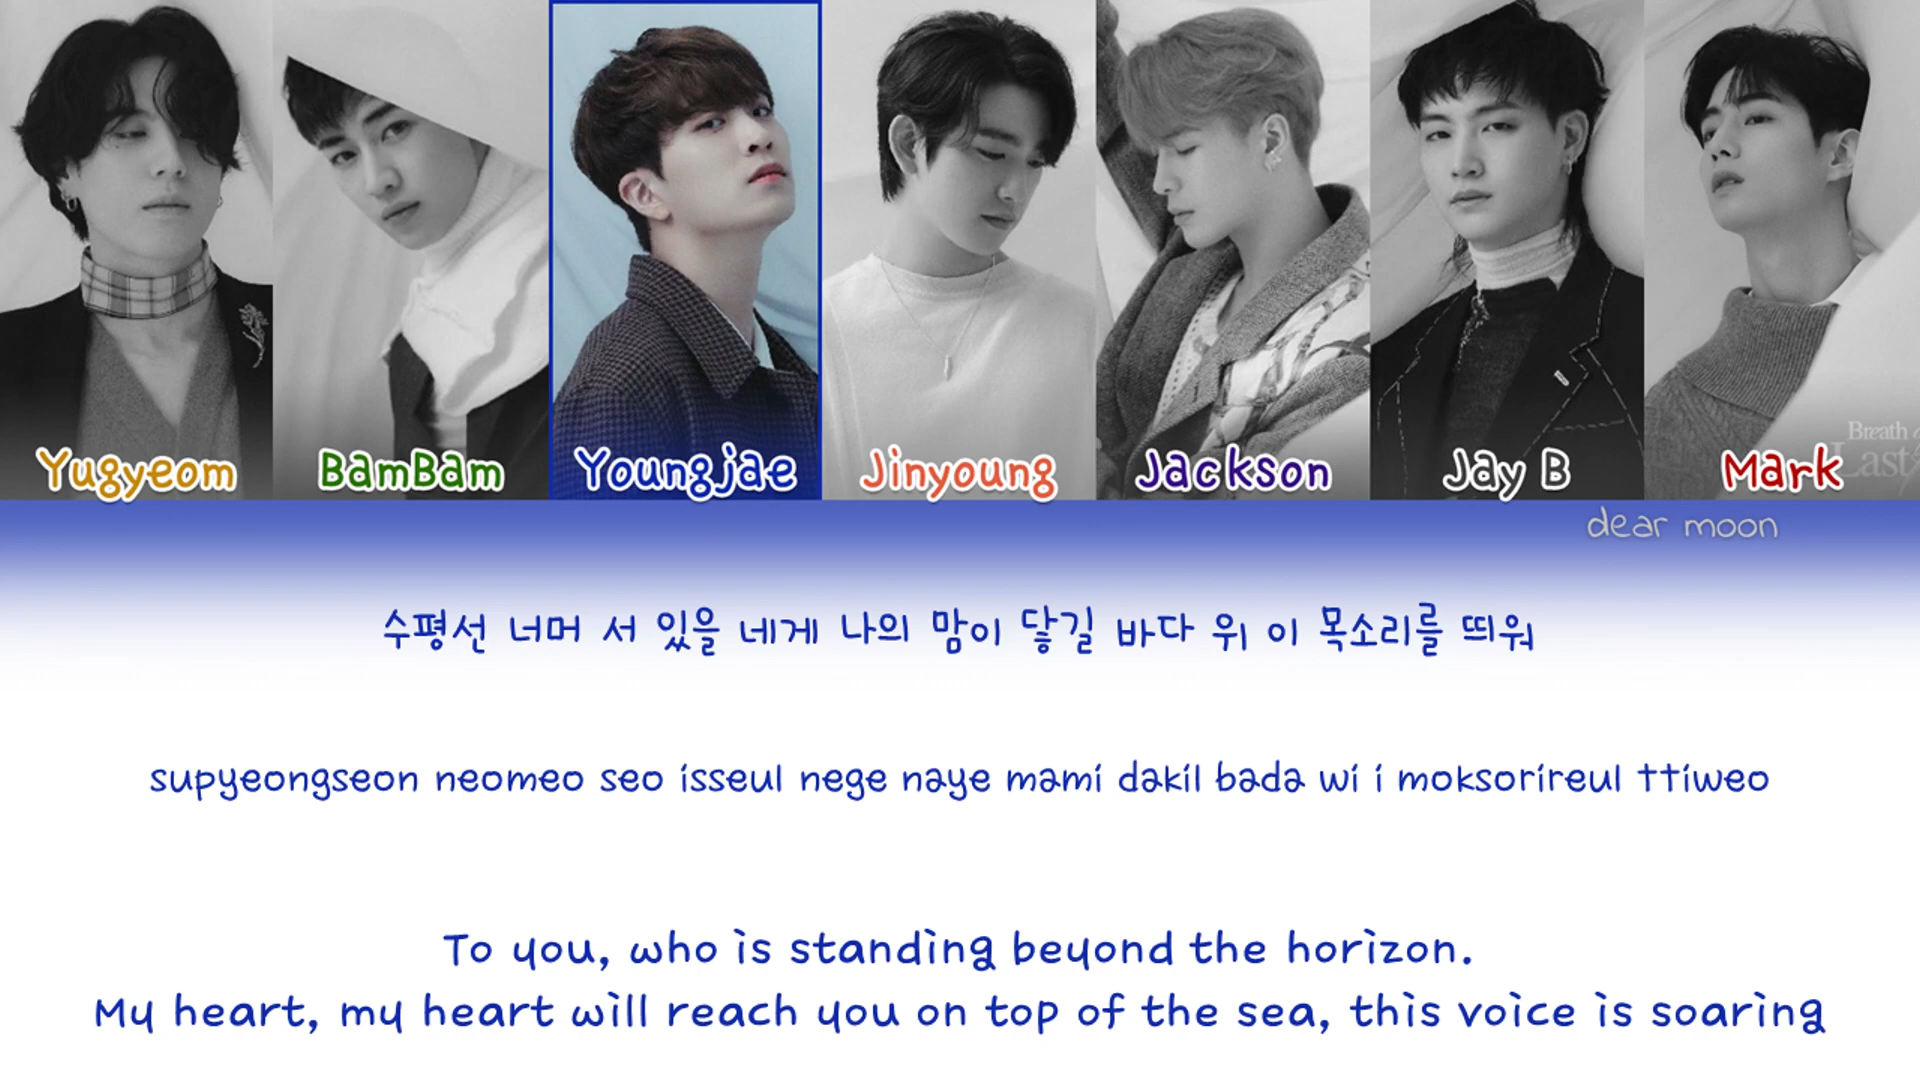 Yugyeom
BamBam
Youngjae
Jinyoung
Jackson
Jay B
Mark
Breath
Last
dear moon
수평선 너머 서 있을 네게 나의 맘이 닿길 바다 위 이 목소리를 띄워
supyeongseon neomeo seo isseul nege naye mami dakil bada wi i moksorireul ttiweo
To you, who is standing beyond the horizon.
My heart, my heart will reach you on top of the sea, this voice is soaring